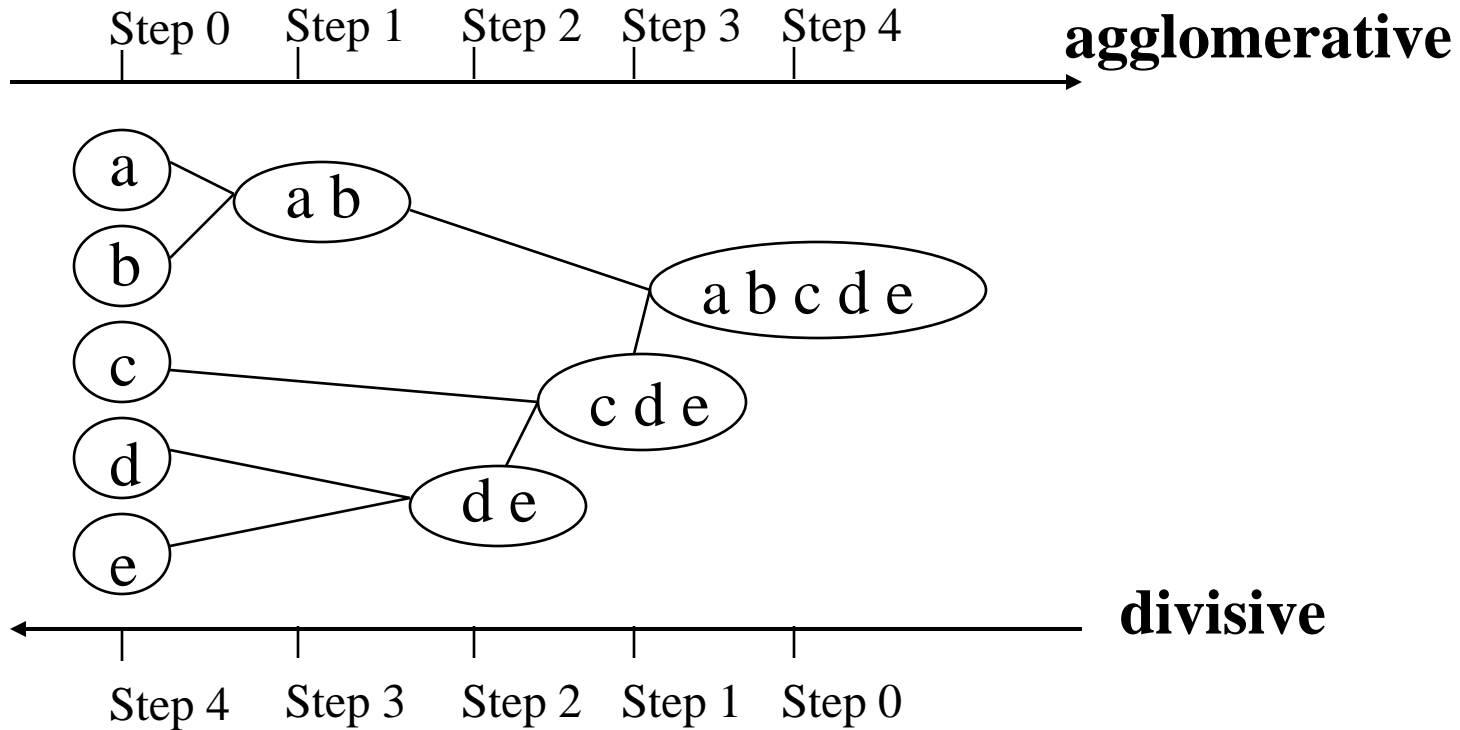 Step 0 Step 1 Step 2 Step 3 Step 4
agglomerative
a
a b
b
a b c d e
c
c d e
d
d e
e
divisive
Step 4 Step 3 Step 2 Step 1 Step 0